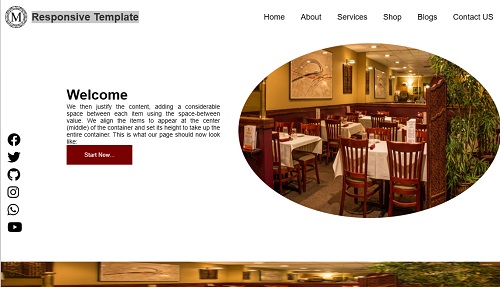 M Responsive Template
Home About Services Shop Blogs Contact US
Welcome
We then justify the content, adding a considerable
space between each item using the space-between
value. We align the items to appear at the center
(middle) of the container and set its height to take up the
entire container. This is what our page should now look
like:
Start Now...